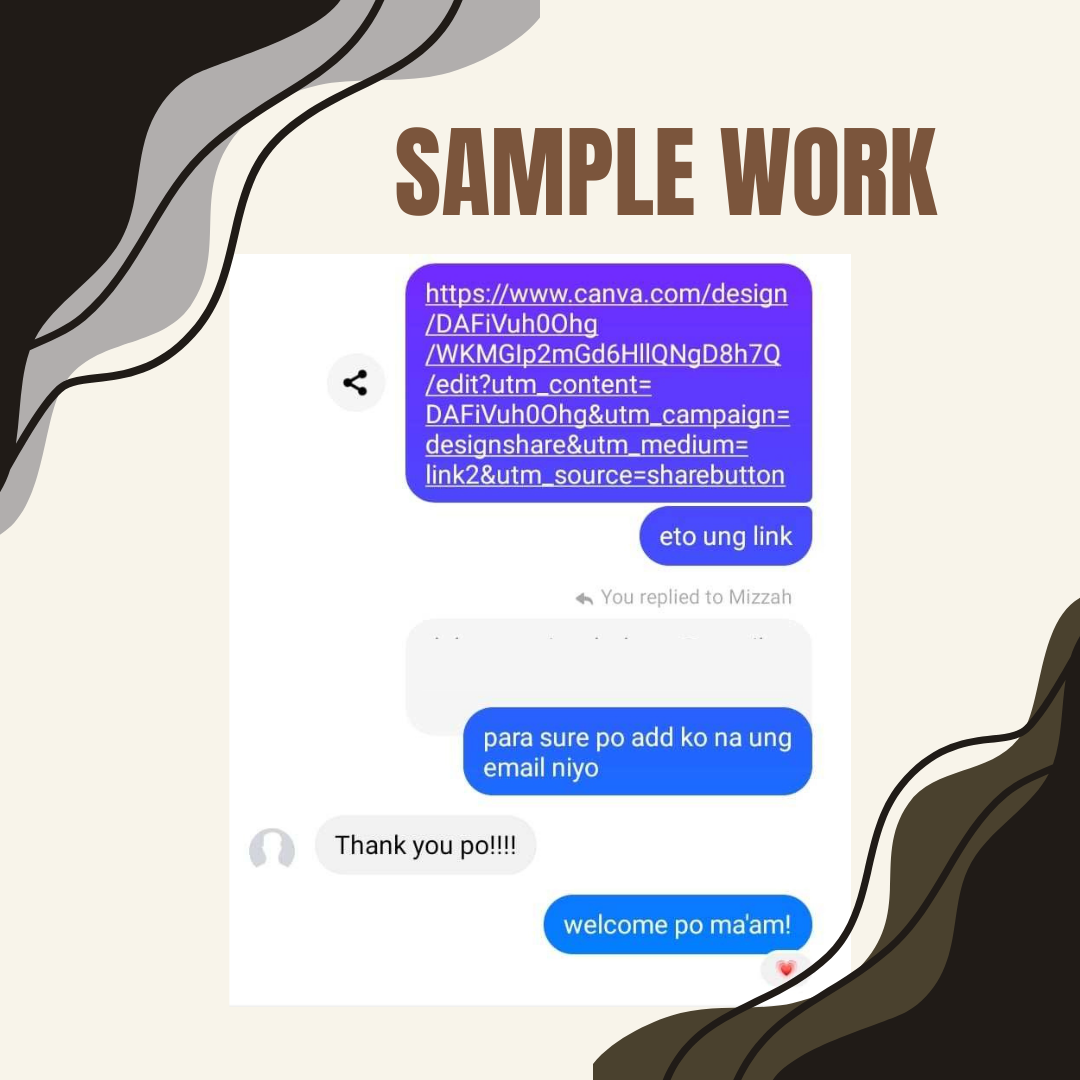 SAMPLE WORK
https://www.canva.com/design
/DAFiVuh0Ohg
/WKMGIp2mGd6HllQNgD8h7Q
/edit?utm_content=
DAFiVuh0Ohg&utm_campaign=
designshare&utm_medium=
link2&utm_source=sharebutton
eto ung link
You replied to Mizzah
para sure po add ko na ung
email niyo
Thank you po!!!!
welcome po ma'am!